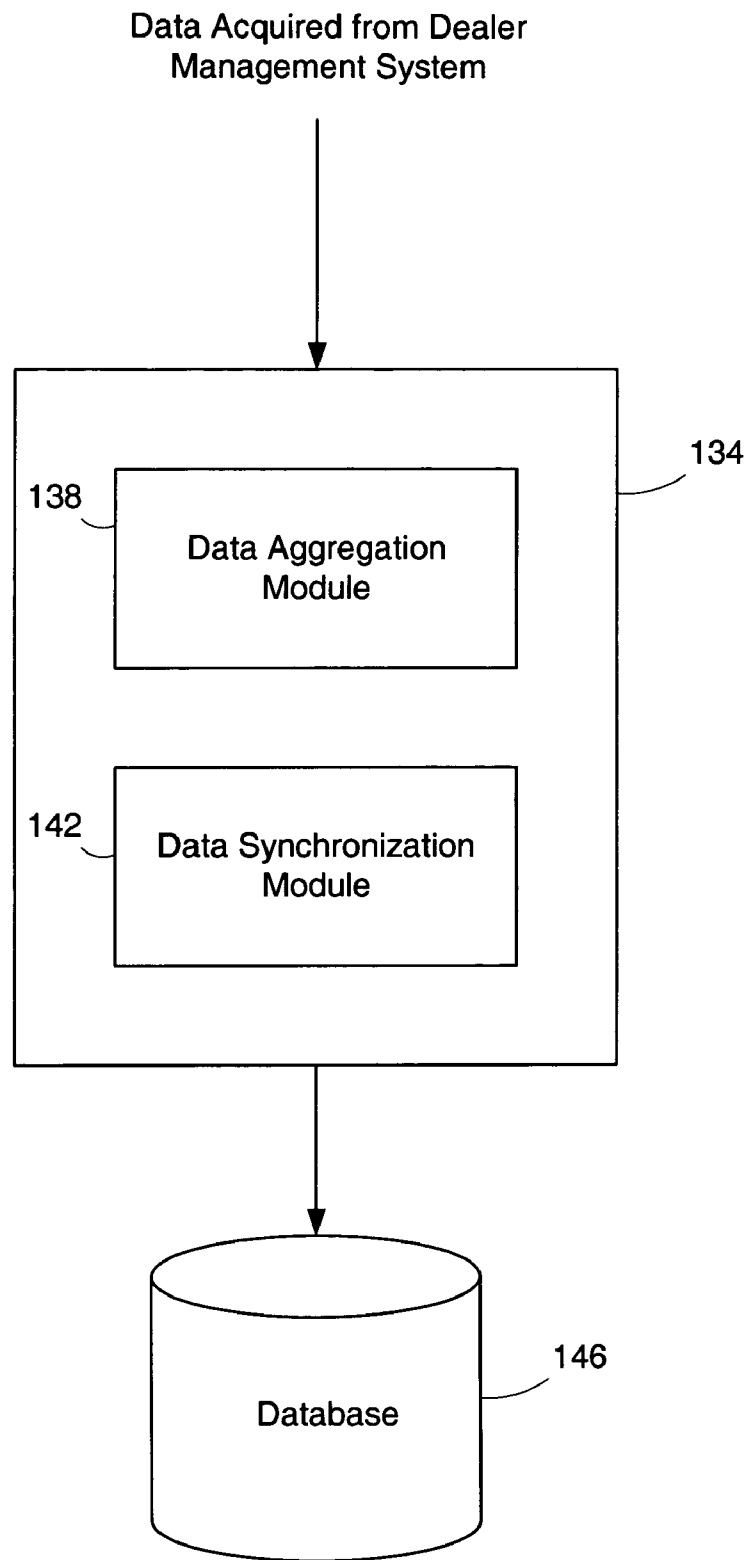 Data Acquired from Dealer
Management System
134
138
Data Aggregation
Module
142
Data Synchronization
Module
146
Database